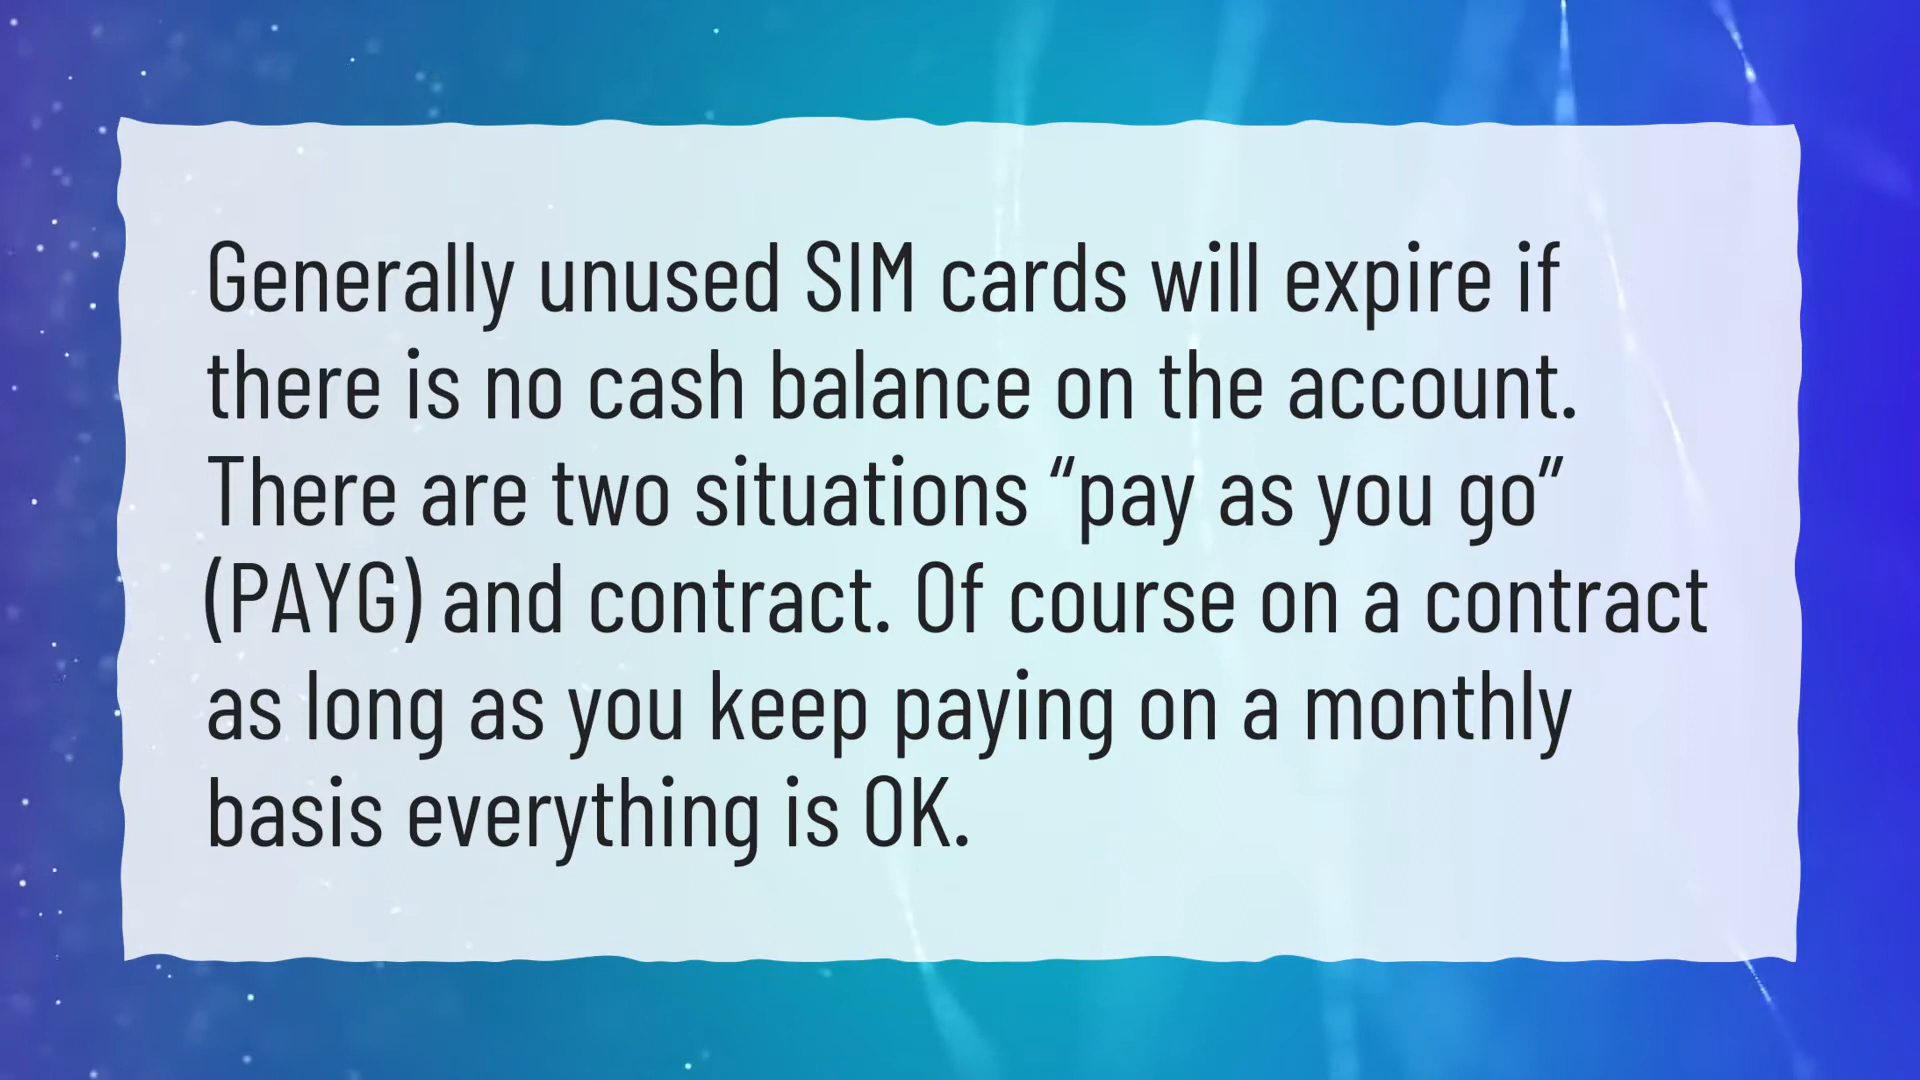 Generally unused SIM cards will expire if
there is no cash balance on the account.
There are two situations “pay as you go”
(PAYG) and contract. Of course on a contract
as long as you keep paying on a monthly
basis everything is OK.